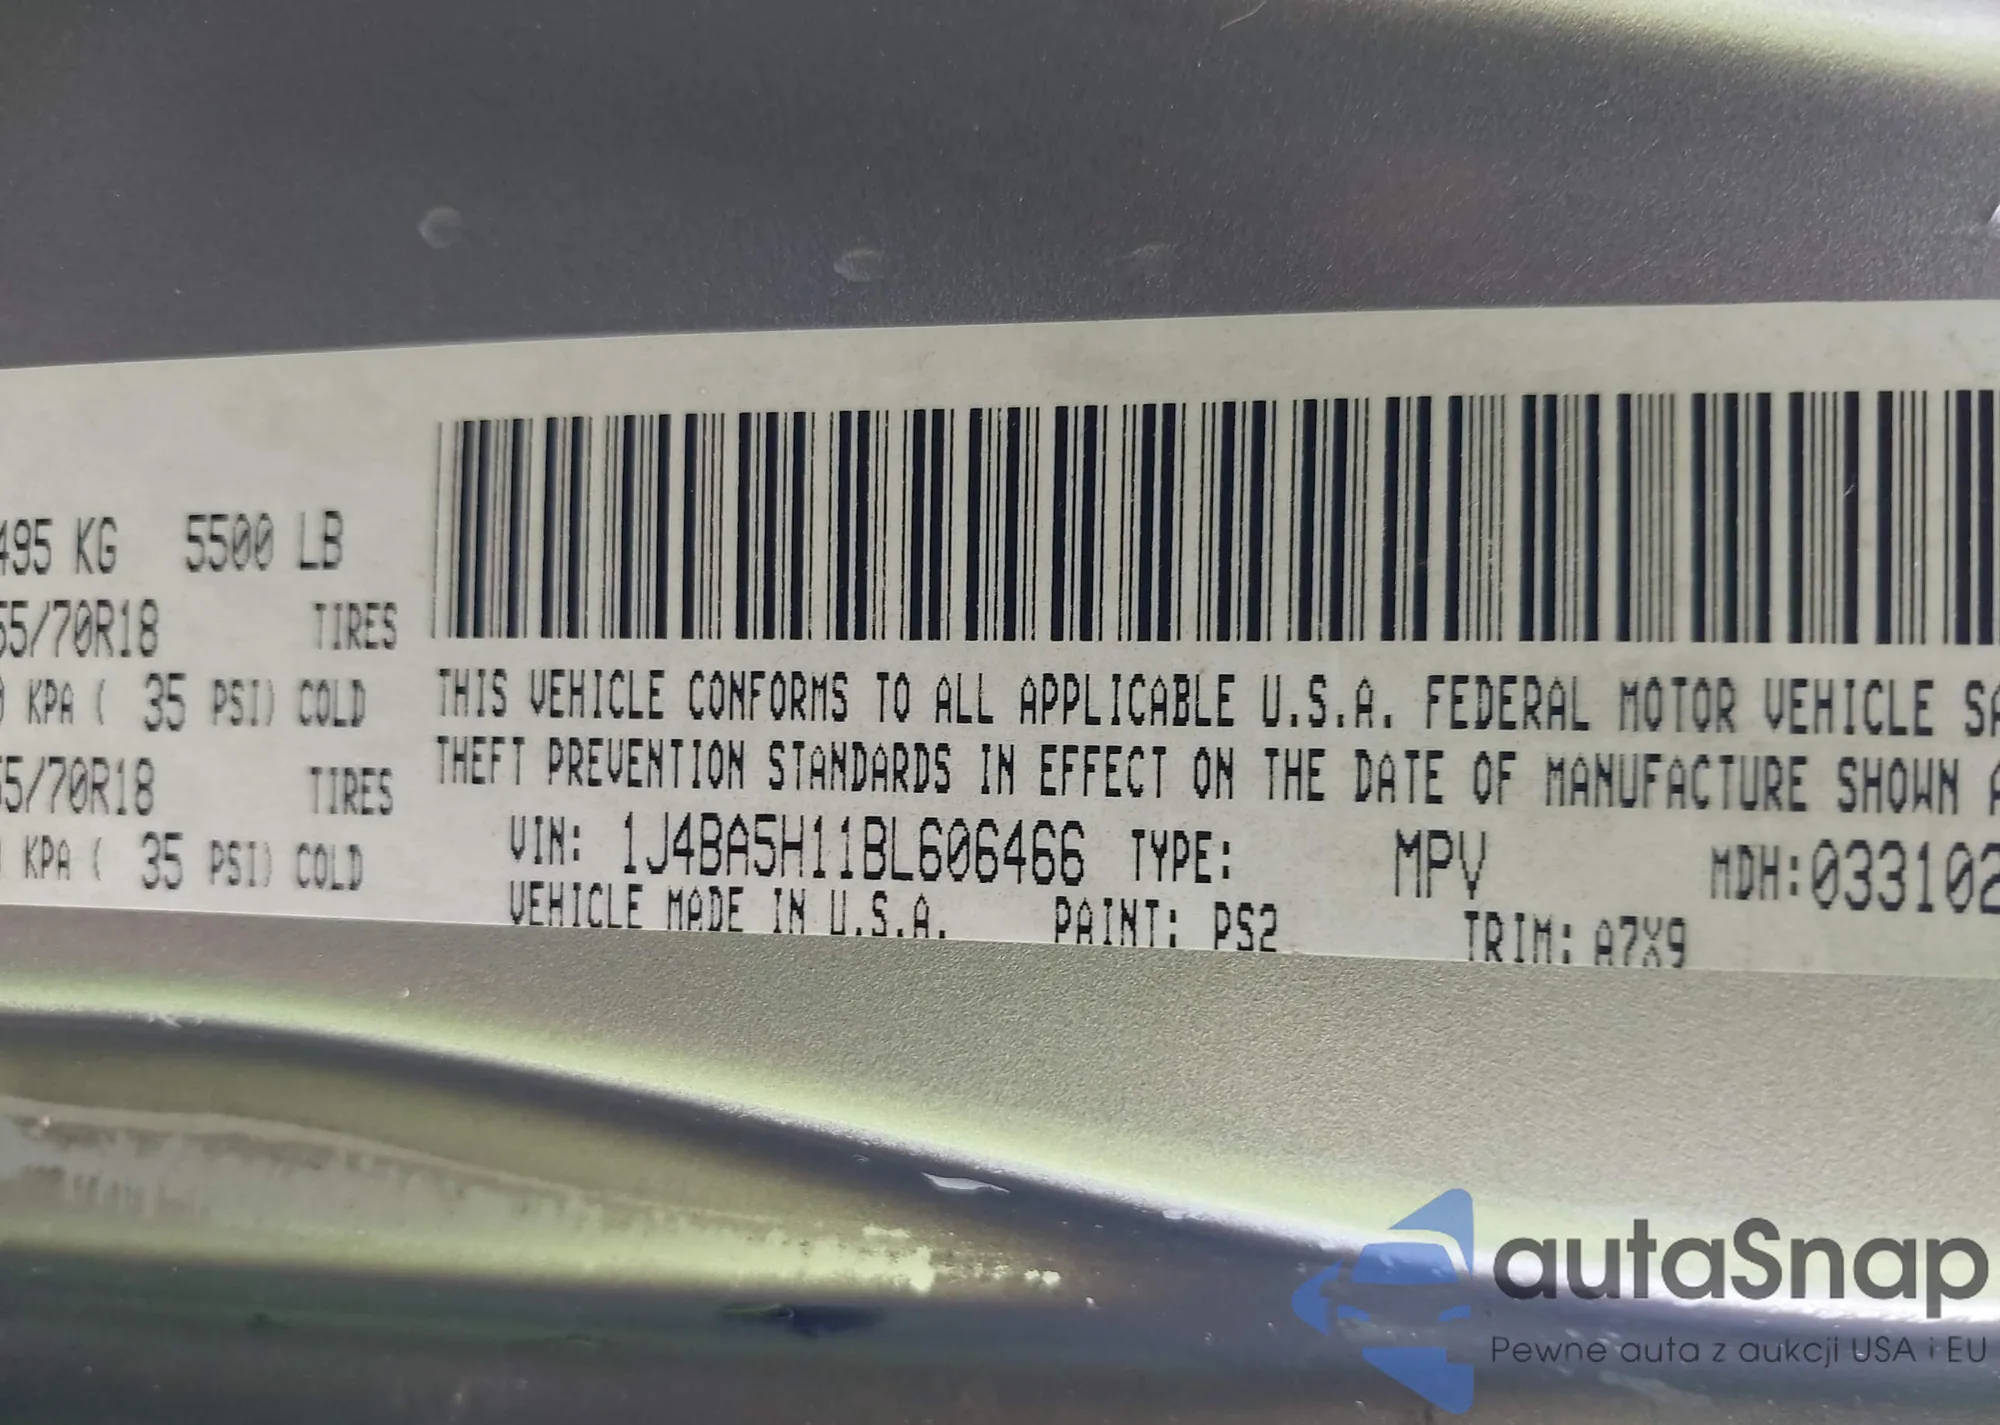 495 KG 5500 LB
55/70R18 TIRES
0 KPA ( 35 PSI) COLD
55/70R18 TIRES
KPA ( 35 PSI) COLD
THIS VEHICLE CONFORMS TO ALL APPLICABLE U.S.A. FEDERAL MOTOR VEHICLE SA
THEFT PREVENTION STANDARDS IN EFFECT ON THE DATE OF MANUFACTURE SHOWN A
VIN: 1J4BA5H11BL606466 TYPE: MPV MDH:033102
VEHICLE MADE IN U.S.A. PAINT: PS2 TRIM: A7X9
autaSnap
Pewne auta z aukcji USA i EU